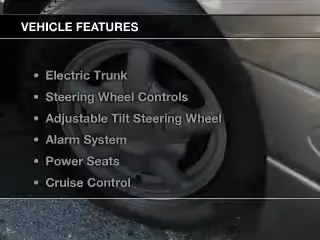 VEHICLE FEATURES
• Electric Trunk
• Steering Wheel Controls
• Adjustable Tilt Steering Wheel
• Alarm System
• Power Seats
• Cruise Control